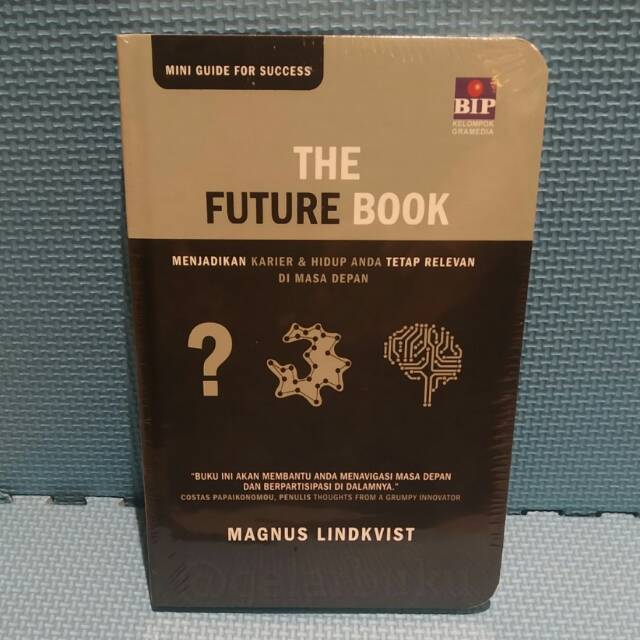 MINI GUIDE FOR SUCCESS
BIP
KELOMPOK
GRAMEDIA
THE
FUTURE BOOK
MENJADIKAN KARIER & HIDUP ANDA TETAP RELEVAN
DI MASA DEPAN
?
"BUKU INI AKAN MEMBANTU ANDA MENAVIGASI MASA DEPAN
DAN BERPARTISIPASI DI DALAMNYA."
COSTAS PAPAIKONOMOU, PENULIS THOUGHTS FROM A GRUMPY INNOVATOR
MAGNUS LINDKVIST